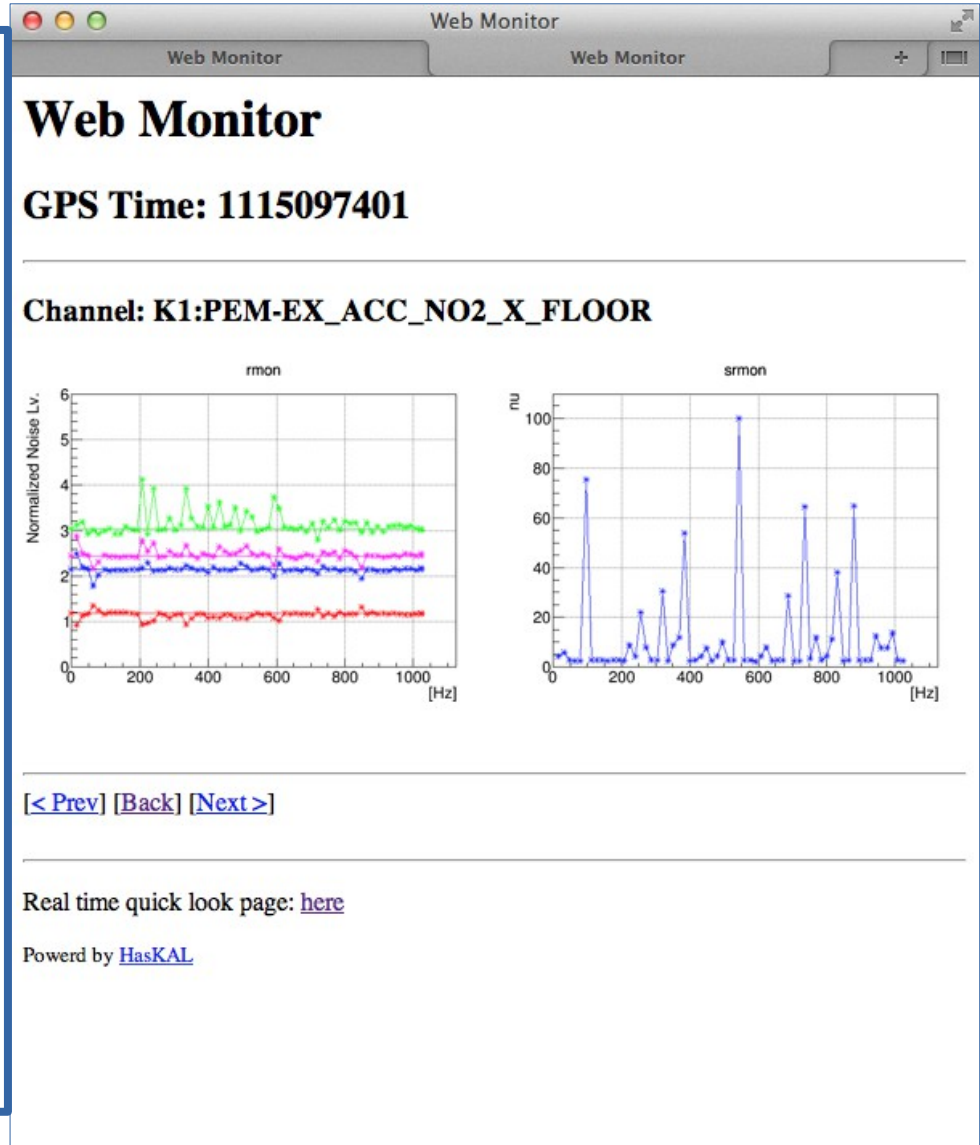 Web Monitor
Web Monitor
Web Monitor
Web Monitor
GPS Time: 1115097401
Channel: K1:PEM-EX_ACC_NO2_X_FLOOR
rmon
Normalized Noise Lv.
6
5
4
3
2
1
0
0 200 400 600 800 1000
[Hz]
srmon
nu
100
80
60
40
20
0
0 200 400 600 800 1000
[Hz]
[< Prev] [Back] [Next >]
Real time quick look page: here
Powerd by HasKAL